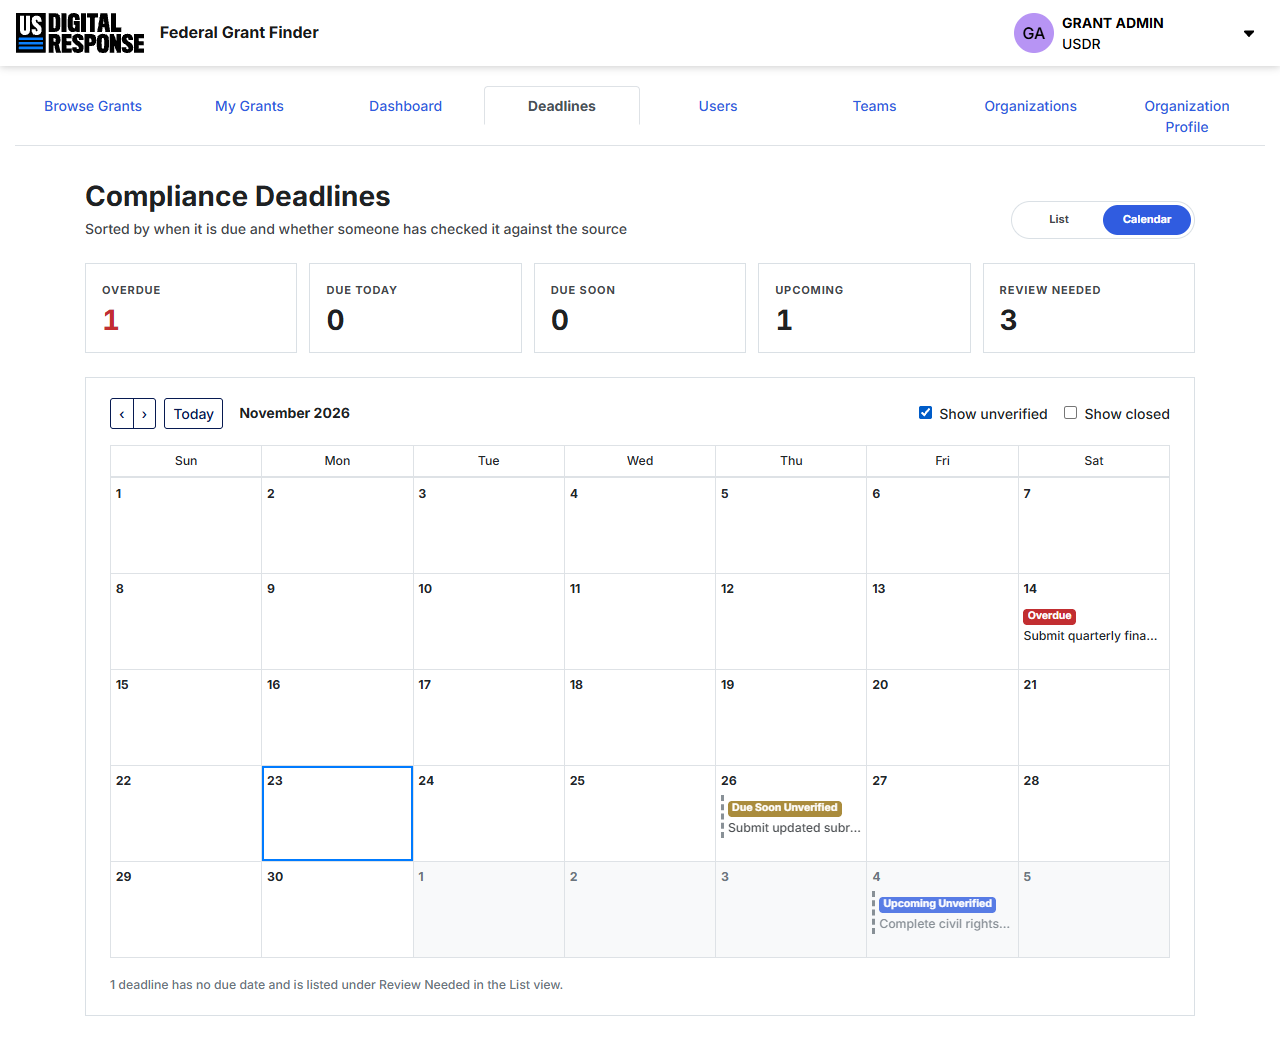 US DIGITAL RESPONSE
Federal Grant Finder
GA
GRANT ADMIN
USDR
Browse Grants
My Grants
Dashboard
Deadlines
Users
Teams
Organizations
Organization
Profile
Compliance Deadlines
Sorted by when it is due and whether someone has checked it against the source
List
Calendar
OVERDUE
1
DUE TODAY
0
DUE SOON
0
UPCOMING
1
REVIEW NEEDED
3
‹ › Today November 2026
Show unverified
Show closed
Sun Mon Tue Wed Thu Fri Sat
1 2 3 4 5 6 7
8 9 10 11 12 13 14
Overdue
Submit quarterly fina...
15 16 17 18 19 20 21
22 23 24 25 26 27 28
Due Soon Unverified
Submit updated subr...
29 30 1 2 3 4 5
Upcoming Unverified
Complete civil rights...
1 deadline has no due date and is listed under Review Needed in the List view.